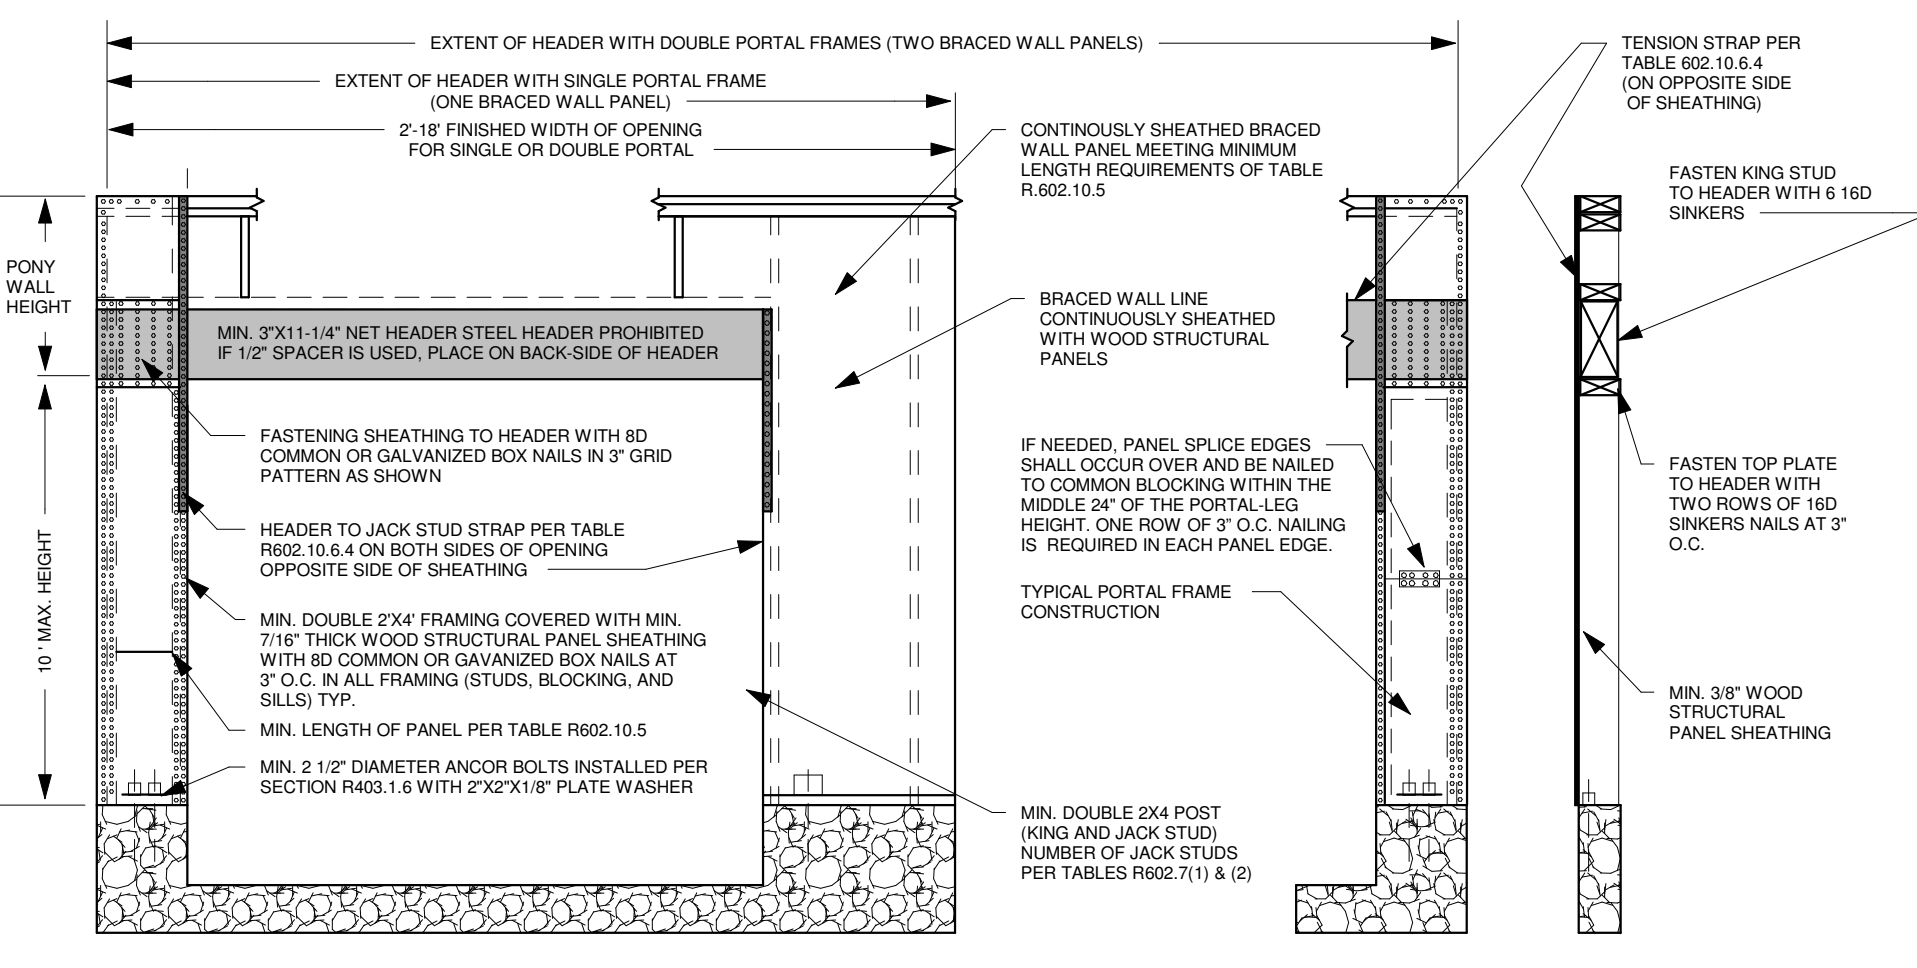 EXTENT OF HEADER WITH DOUBLE PORTAL FRAMES (TWO BRACED WALL PANELS)
EXTENT OF HEADER WITH SINGLE PORTAL FRAME
(ONE BRACED WALL PANEL)
2'-18' FINISHED WIDTH OF OPENING
FOR SINGLE OR DOUBLE PORTAL
PONY
WALL
HEIGHT
10 ' MAX. HEIGHT
MIN. 3"X11-1/4" NET HEADER STEEL HEADER PROHIBITED
IF 1/2" SPACER IS USED, PLACE ON BACK-SIDE OF HEADER
FASTENING SHEATHING TO HEADER WITH 8D
COMMON OR GALVANIZED BOX NAILS IN 3" GRID
PATTERN AS SHOWN
HEADER TO JACK STUD STRAP PER TABLE
R602.10.6.4 ON BOTH SIDES OF OPENING
OPPOSITE SIDE OF SHEATHING
MIN. DOUBLE 2'X4' FRAMING COVERED WITH MIN.
7/16" THICK WOOD STRUCTURAL PANEL SHEATHING
WITH 8D COMMON OR GAVANIZED BOX NAILS AT
3" O.C. IN ALL FRAMING (STUDS, BLOCKING, AND
SILLS) TYP.
MIN. LENGTH OF PANEL PER TABLE R602.10.5
MIN. 2 1/2" DIAMETER ANCOR BOLTS INSTALLED PER
SECTION R403.1.6 WITH 2"X2"X1/8" PLATE WASHER
CONTINOUSLY SHEATHED BRACED
WALL PANEL MEETING MINIMUM
LENGTH REQUIREMENTS OF TABLE
R.602.10.5
BRACED WALL LINE
CONTINUOUSLY SHEATHED
WITH WOOD STRUCTURAL
PANELS
IF NEEDED, PANEL SPLICE EDGES
SHALL OCCUR OVER AND BE NAILED
TO COMMON BLOCKING WITHIN THE
MIDDLE 24" OF THE PORTAL-LEG
HEIGHT. ONE ROW OF 3" O.C. NAILING
IS REQUIRED IN EACH PANEL EDGE.
TYPICAL PORTAL FRAME
CONSTRUCTION
MIN. DOUBLE 2X4 POST
(KING AND JACK STUD)
NUMBER OF JACK STUDS
PER TABLES R602.7(1) & (2)
TENSION STRAP PER
TABLE 602.10.6.4
(ON OPPOSITE SIDE
OF SHEATHING)
FASTEN KING STUD
TO HEADER WITH 6 16D
SINKERS
FASTEN TOP PLATE
TO HEADER WITH
TWO ROWS OF 16D
SINKERS NAILS AT 3"
O.C.
MIN. 3/8" WOOD
STRUCTURAL
PANEL SHEATHING